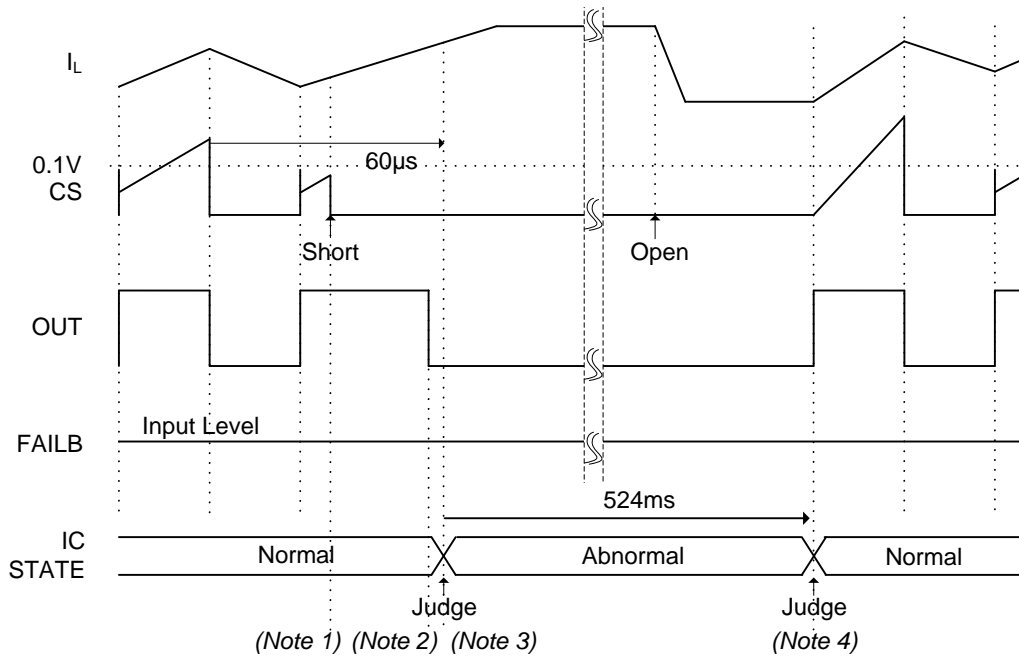 I_L
0.1V
CS
60µs
Short
Open
OUT
Input Level
FAILB
524ms
IC
STATE
Normal
Abnormal
Normal
Judge
Judge
(Note 1) (Note 2) (Note 3)
(Note 4)